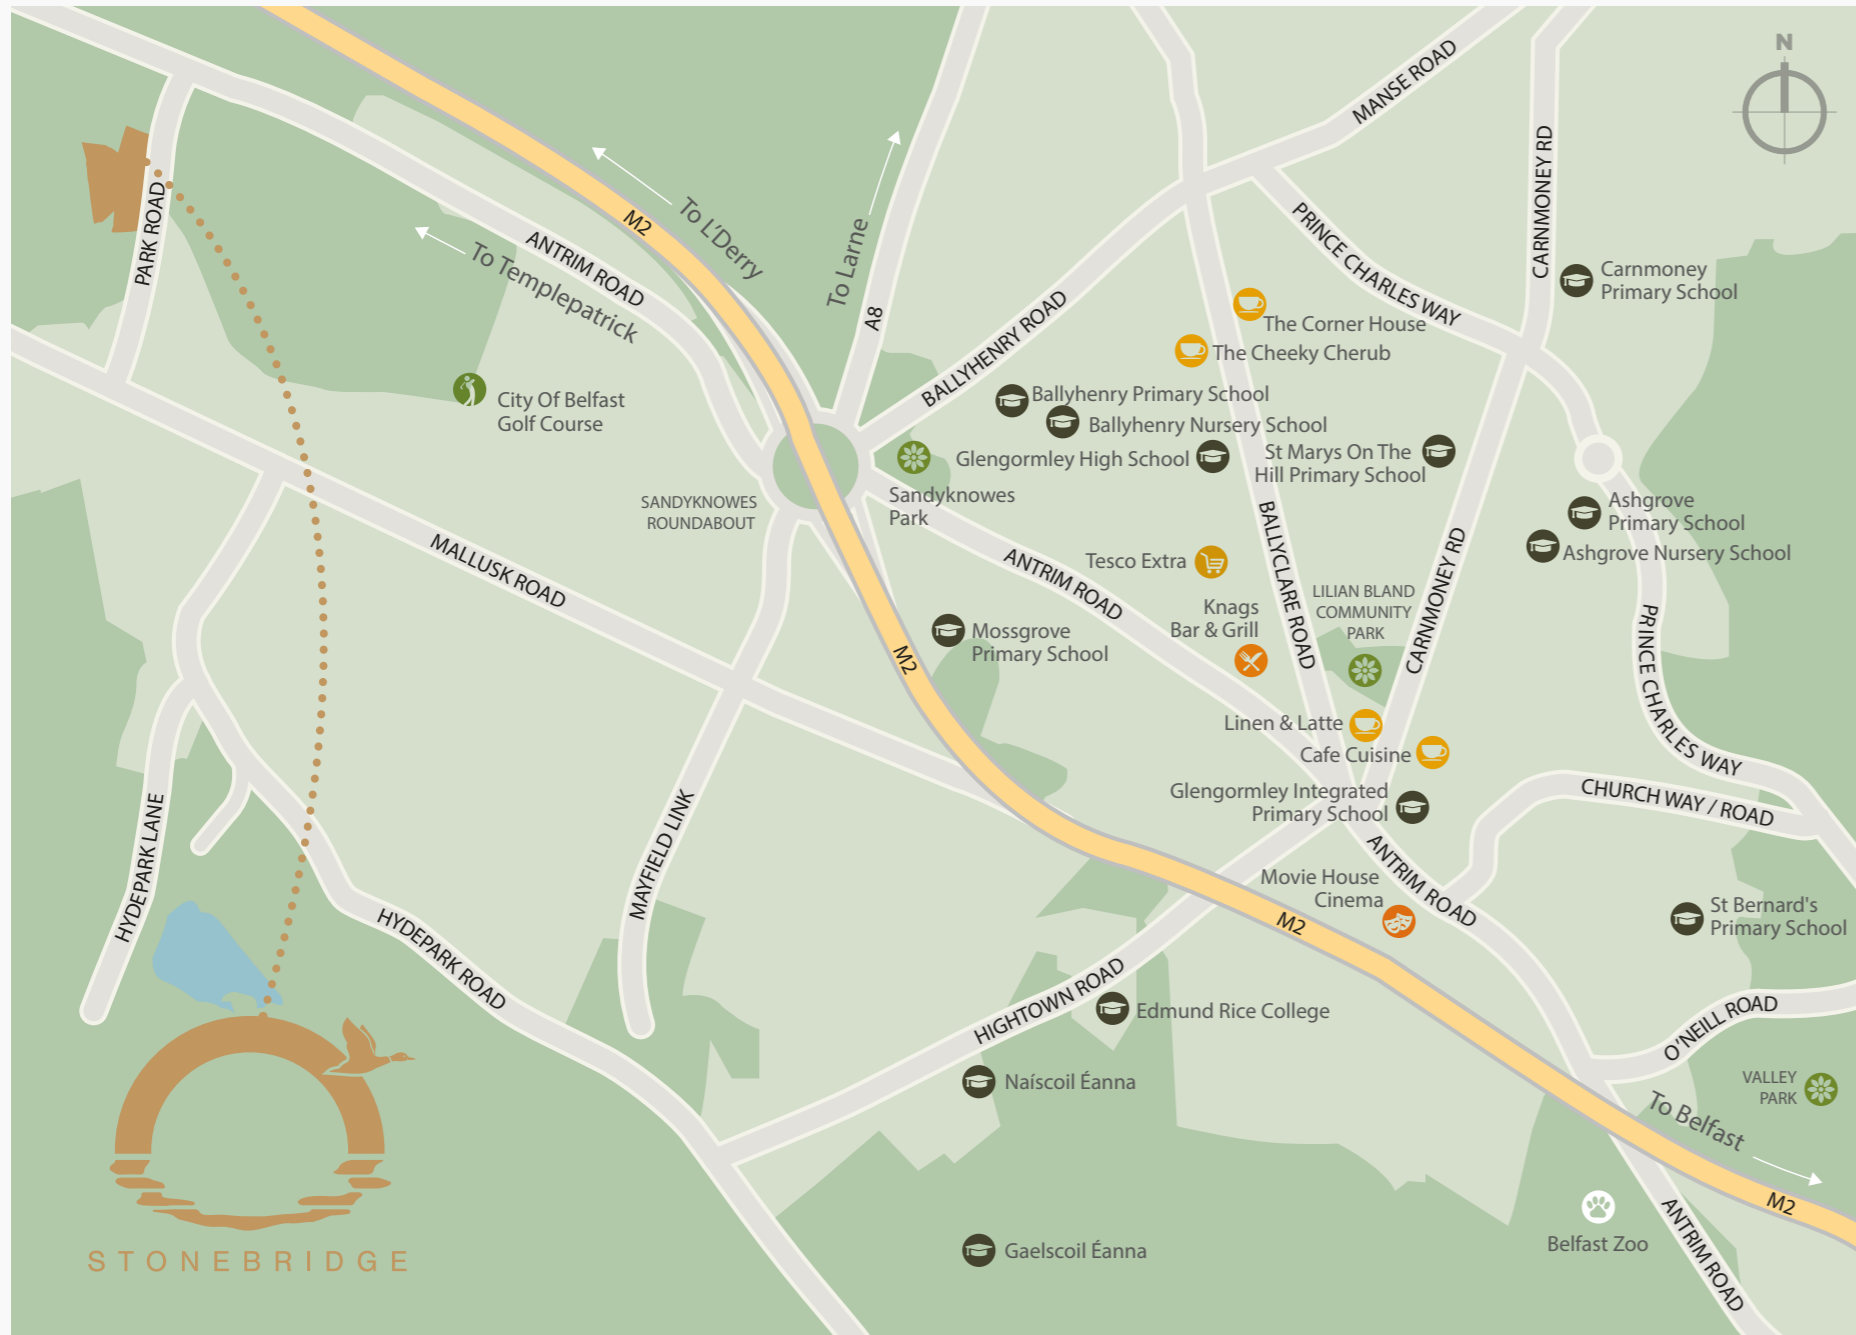 N
MANSE ROAD
CARNMONEY RD
PARK ROAD
M2
To L'Derry
To Larne
A8
ANTRIM ROAD
To Templepatrick
PRINCE CHARLES WAY
Carnmoney
Primary School
BALLYHENRY ROAD
The Corner House
The Cheeky Cherub
City Of Belfast
Golf Course
Ballyhenry Primary School
Ballyhenry Nursery School
Glengormley High School
St Marys On The
Hill Primary School
Sandyknowes
Park
SANDYKNOWES
ROUNDABOUT
Ashgrove
Primary School
Ashgrove Nursery School
MALLUSK ROAD
ANTRIM ROAD
Tesco Extra
BALLYCLARE ROAD
LILIAN BLAND
COMMUNITY
PARK
CARNMONEY RD
Knags
Bar & Grill
Mossgrove
Primary School
M2
PRINCE CHARLES WAY
Linen & Latte
Cafe Cuisine
Glengormley Integrated
Primary School
CHURCH WAY / ROAD
HYDEPARK LANE
MAYFIELD LINK
ANTRIM ROAD
Movie House
Cinema
M2
St Bernard's
Primary School
HYDEPARK ROAD
HIGHTOWN ROAD
Edmund Rice College
O'NEILL ROAD
Naíscoil Éanna
VALLEY
PARK
To Belfast
M2
Belfast Zoo
ANTRIM ROAD
Gaelscoil Éanna
STONEBRIDGE